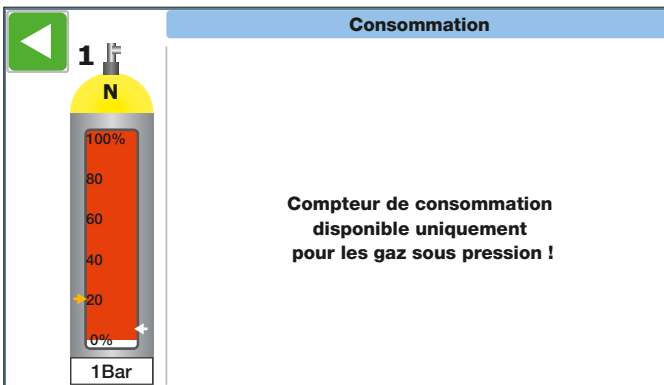 Consommation
1
N
100%
80
60
40
20
0%
1Bar
Compteur de consommation
disponible uniquement
pour les gaz sous pression !